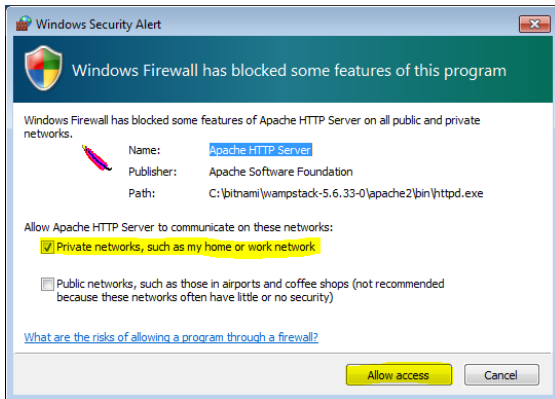 Windows Security Alert
Windows Firewall has blocked some features of this program
Windows Firewall has blocked some features of Apache HTTP Server on all public and private
networks.
Name: Apache HTTP Server
Publisher: Apache Software Foundation
Path: C:\bitnami\wampstack-5.6.33-0\apache2\bin\httpd.exe
Allow Apache HTTP Server to communicate on these networks:
Private networks, such as my home or work network
Public networks, such as those in airports and coffee shops (not recommended
because these networks often have little or no security)
What are the risks of allowing a program through a firewall?
Allow access Cancel